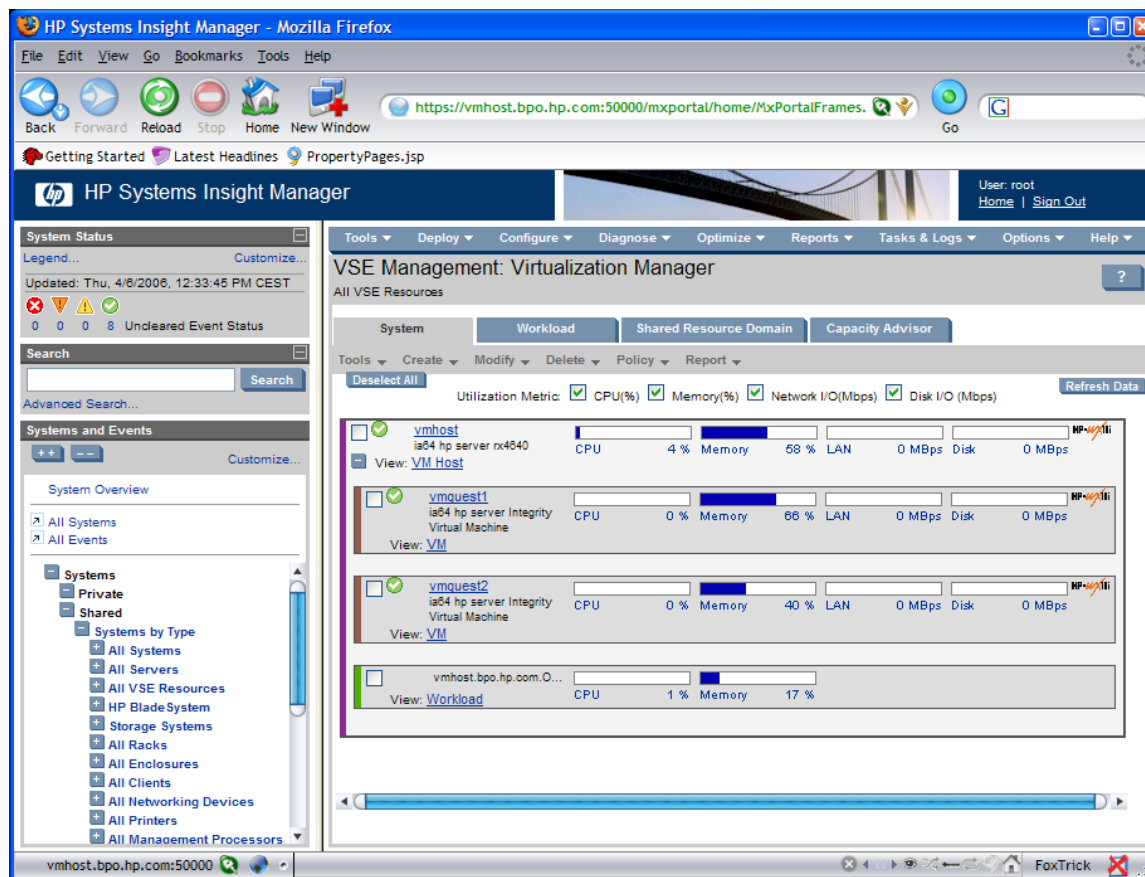 HP Systems Insight Manager - Mozilla Firefox
File Edit View Go Bookmarks Tools Help
https://vmhost.bpo.hp.com:50000/mxportal/home/MxPortalFrames.
Back Forward Reload Stop Home New Window Go
Getting Started Latest Headlines PropertyPages.jsp
hp HP Systems Insight Manager
User: root
Home | Sign Out
System Status
Legend... Customize...
Updated: Thu, 4/6/2006, 12:33:45 PM CEST
0 0 0 8 Uncleared Event Status
Search
Search
Advanced Search...
Systems and Events
++ -- Customize...
System Overview
All Systems
All Events
Systems
Private
Shared
Systems by Type
All Systems
All Servers
All VSE Resources
HP BladeSystem
Storage Systems
All Racks
All Enclosures
All Clients
All Networking Devices
All Printers
All Management Processors
Tools Deploy Configure Diagnose Optimize Reports Tasks & Logs Options Help
VSE Management: Virtualization Manager
?
All VSE Resources
System Workload Shared Resource Domain Capacity Advisor
Tools Create Modify Delete Policy Report
Deselect All
Utilization Metric: CPU(%) Memory(%) Network I/O(Mbps) Disk I/O (Mbps)
Refresh Data
vmhost HP-UX11i
ia64 hp server rx4640
CPU 4 % Memory 58 % LAN 0 MBps Disk 0 MBps
View: VM Host
vmguest1 HP-UX11i
ia64 hp server Integrity
Virtual Machine
CPU 0 % Memory 66 % LAN 0 MBps Disk 0 MBps
View: VM
vmguest2 HP-UX11i
ia64 hp server Integrity
Virtual Machine
CPU 0 % Memory 40 % LAN 0 MBps Disk 0 MBps
View: VM
vmhost.bpo.hp.com.O...
CPU 1 % Memory 17 %
View: Workload
vmhost.bpo.hp.com:50000
FoxTrick